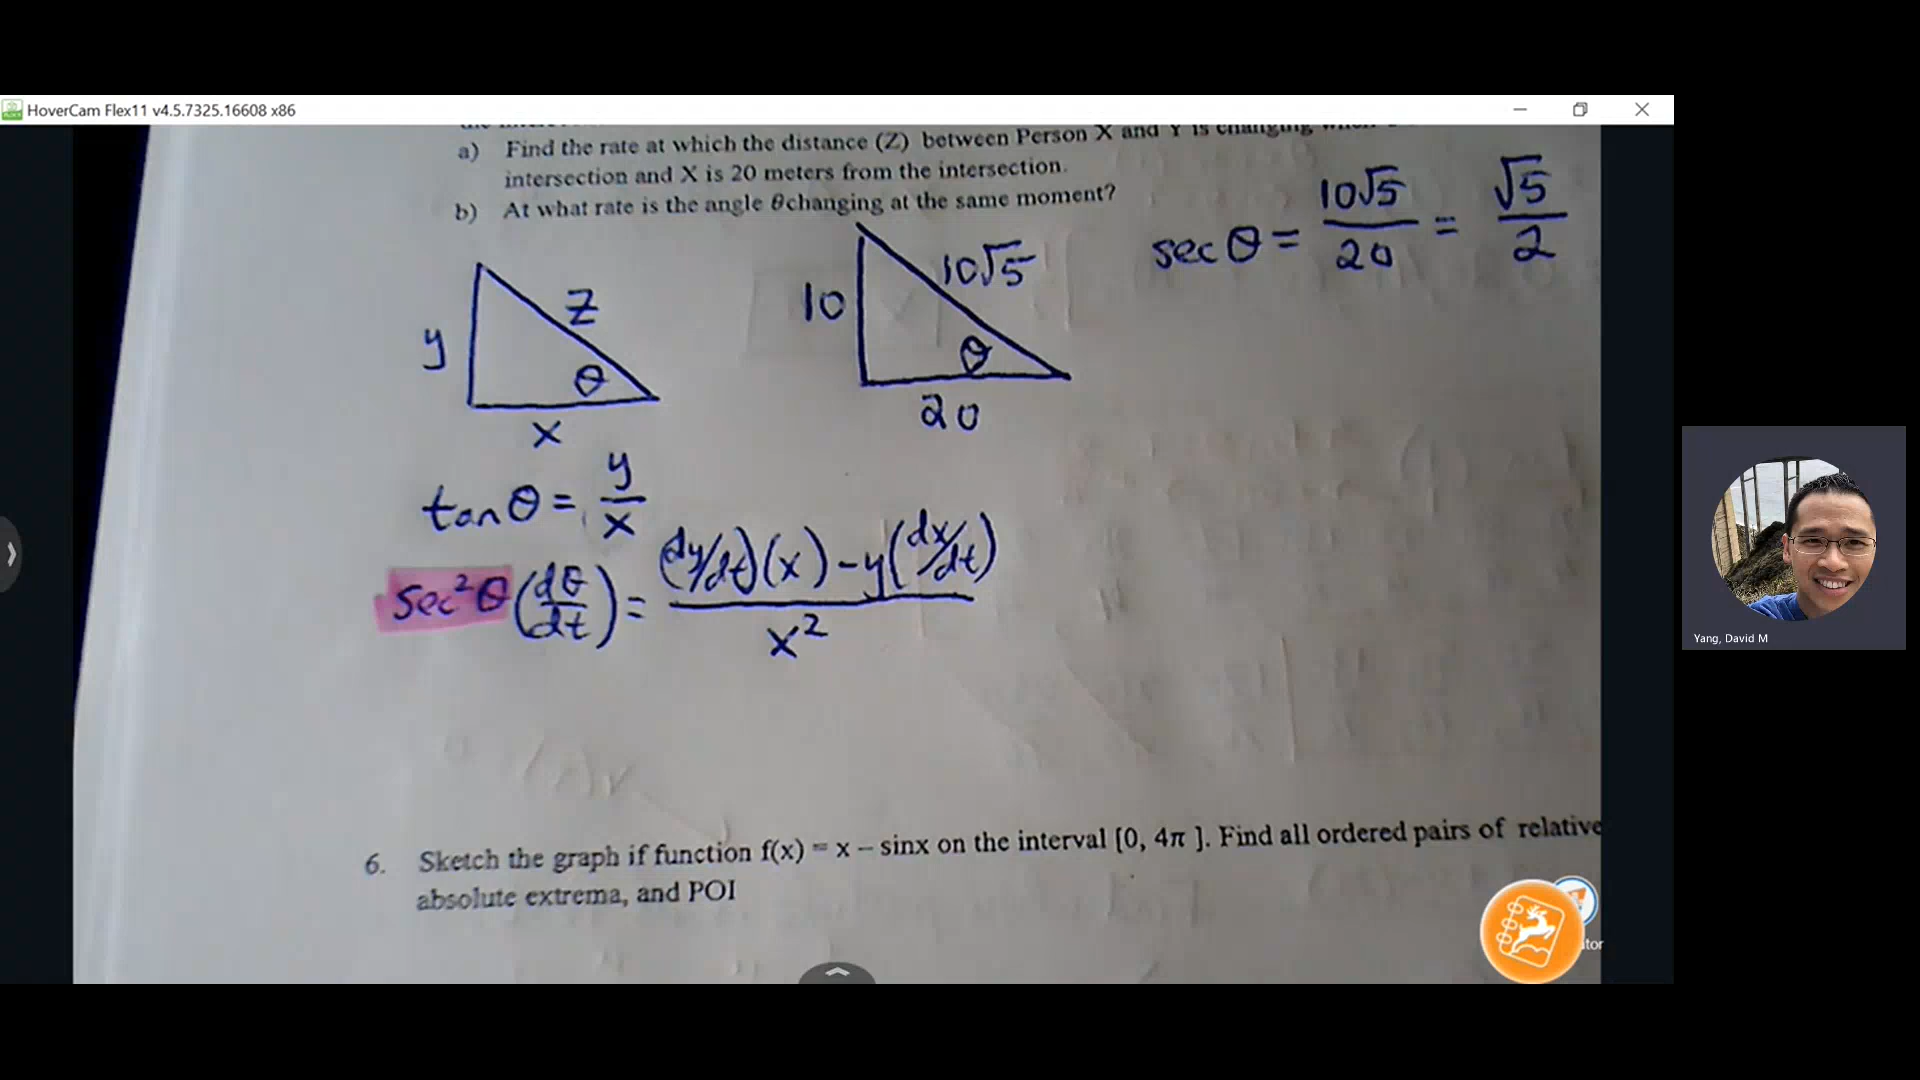 HoverCam Flex11 v4.5.7325.16608 x86
a) Find the rate at which the distance (Z) between Person X and Y is changing
intersection and X is 20 meters from the intersection.
b) At what rate is the angle θ changing at the same moment?
sec θ = 10√5/20 = √5/2
y
z
θ
x
10
10√5
θ
20
tan θ = y/x
sec²θ (dθ/dt) = ((dy/dt)(x) - y(dx/dt))/x²
6. Sketch the graph if function f(x) = x – sinx on the interval [0, 4π ]. Find all ordered pairs of relative
absolute extrema, and POI
Yang, David M